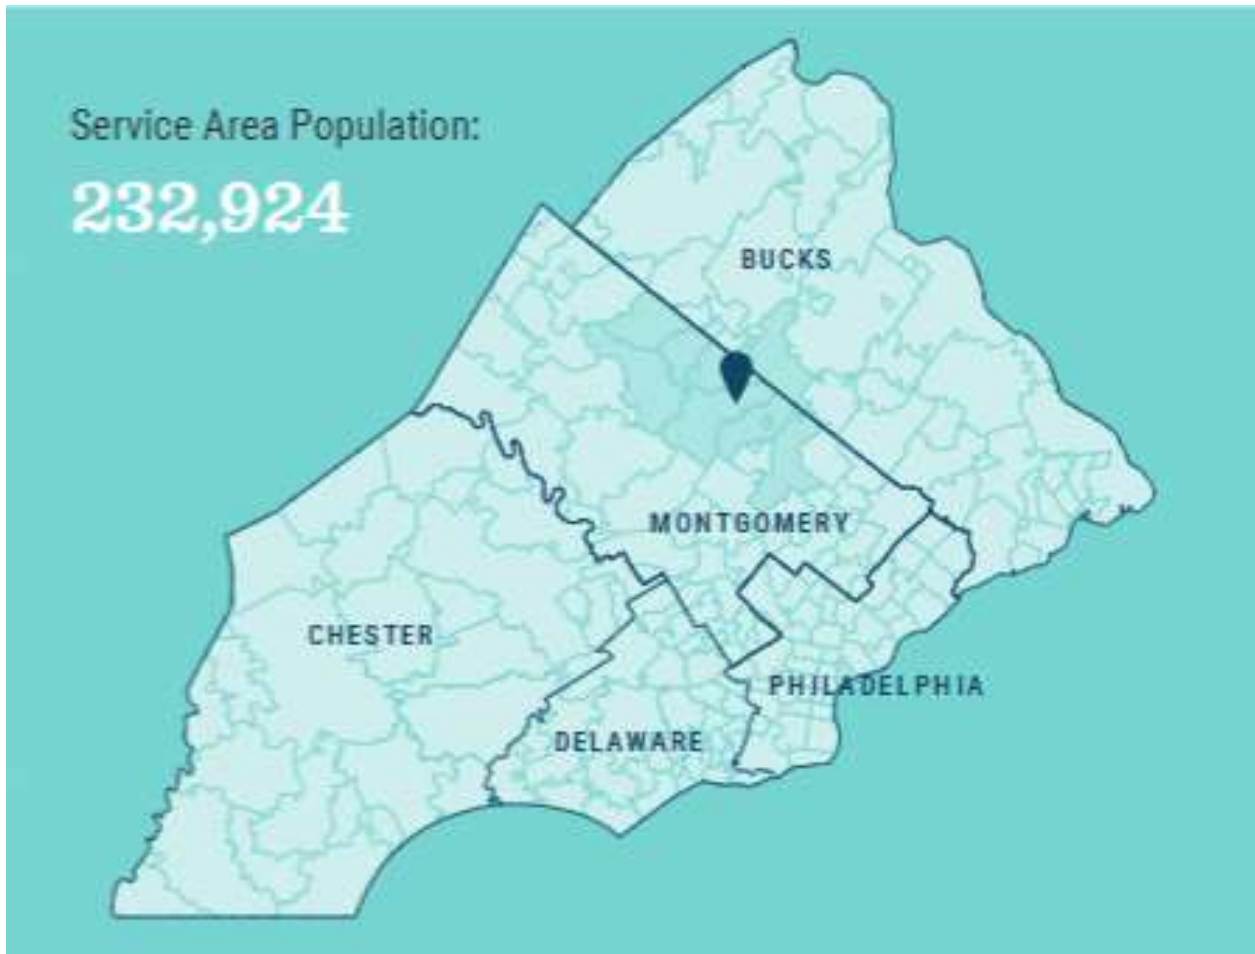 Service Area Population:
232,924
BUCKS
MONTGOMERY
CHESTER
PHILADELPHIA
DELAWARE